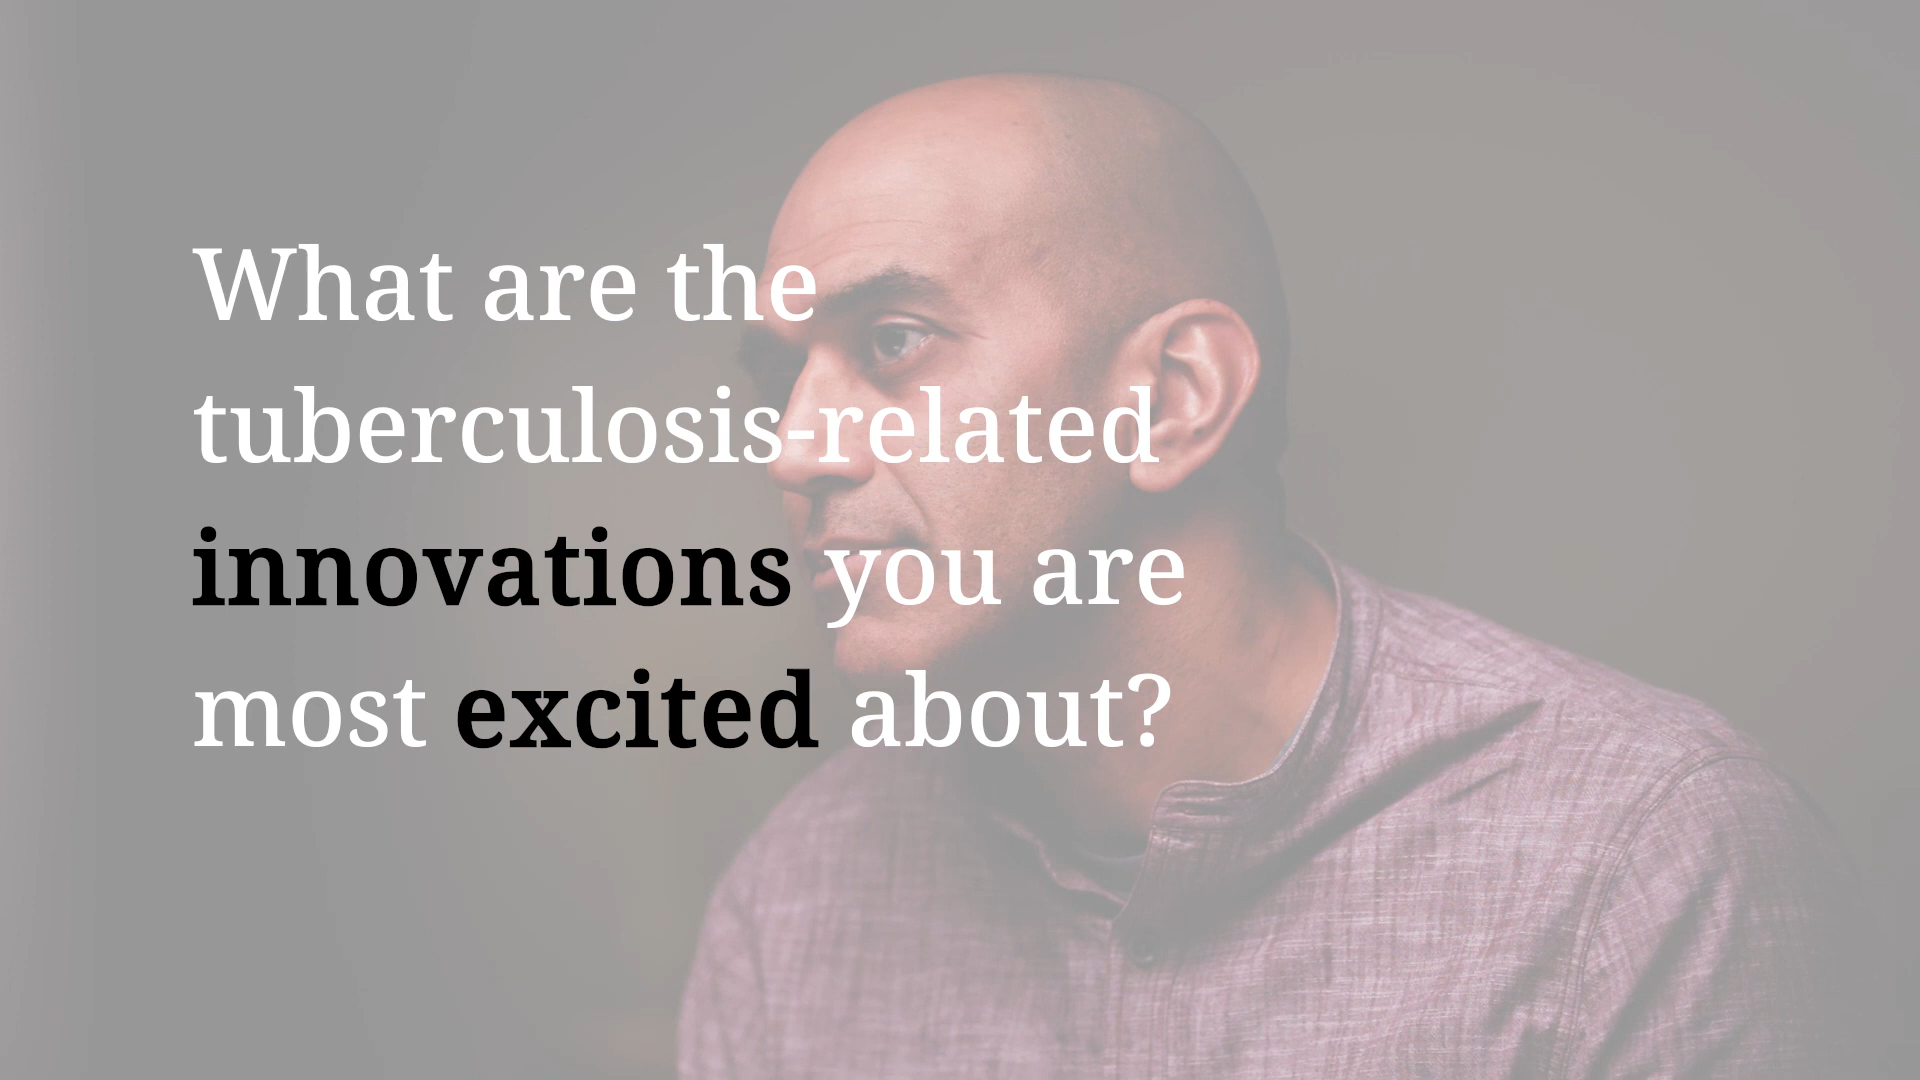 What are the
tuberculosis-related
innovations you are
most excited about?